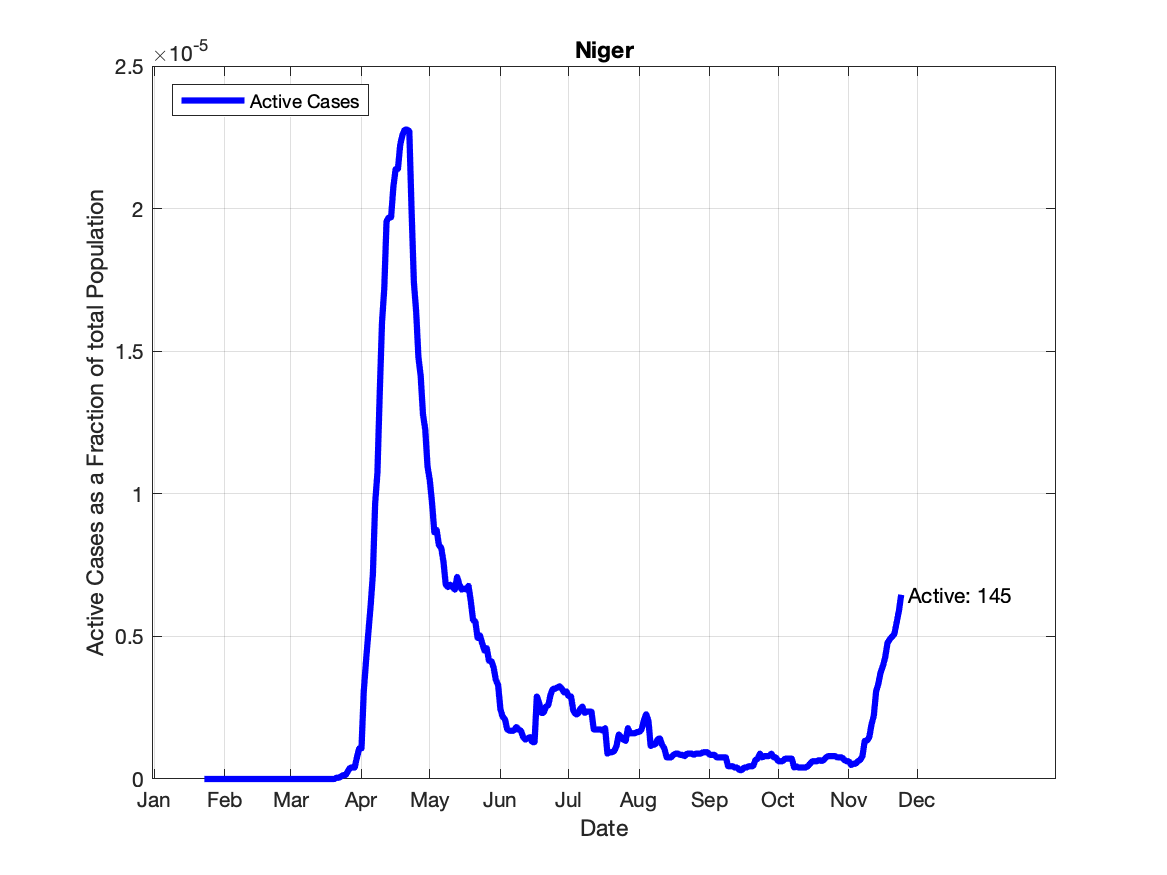 Niger
×10⁻⁵
2.5
2
1.5
1
0.5
0
Active Cases as a Fraction of total Population
Active Cases
Active: 145
Jan Feb Mar Apr May Jun Jul Aug Sep Oct Nov Dec
Date